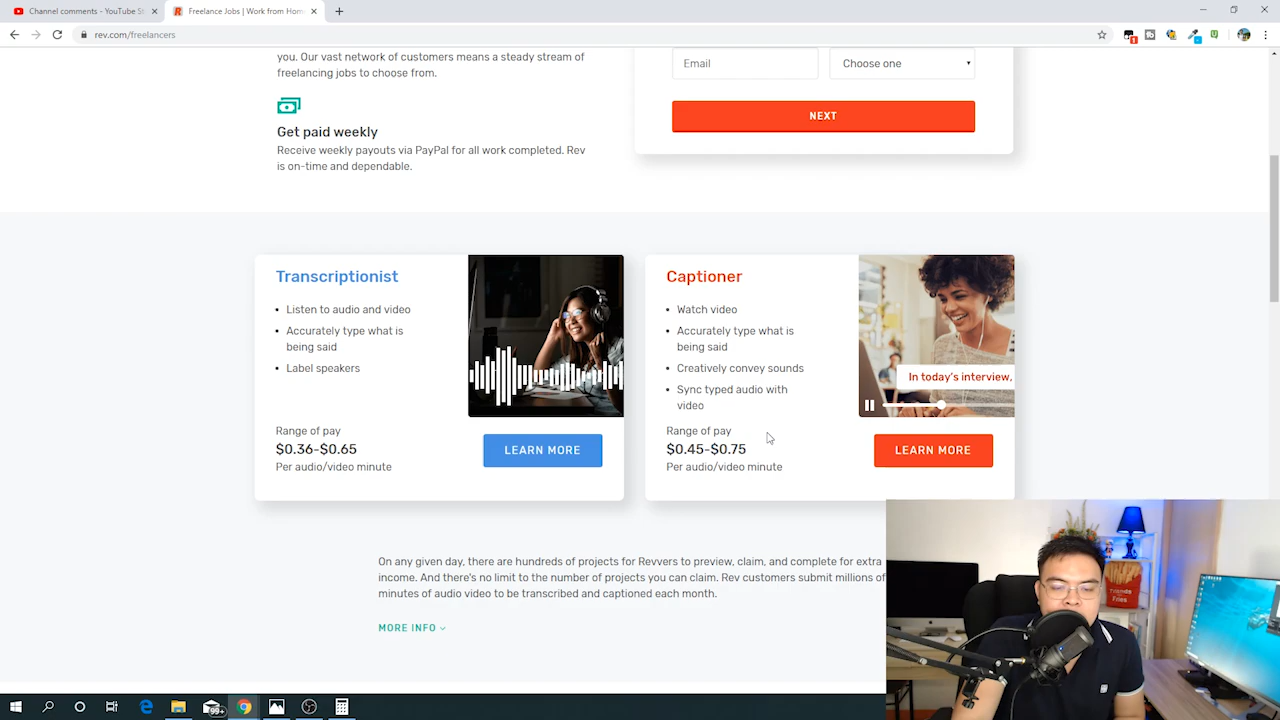 Channel comments - YouTube St
Freelance Jobs | Work from Hom
rev.com/freelancers
you. Our vast network of customers means a steady stream of
freelancing jobs to choose from.
Get paid weekly
Receive weekly payouts via PayPal for all work completed. Rev
is on-time and dependable.
Email
Choose one
NEXT
Transcriptionist
• Listen to audio and video
• Accurately type what is
being said
• Label speakers
Range of pay
$0.36-$0.65
Per audio/video minute
LEARN MORE
Captioner
• Watch video
• Accurately type what is
being said
• Creatively convey sounds
• Sync typed audio with
video
Range of pay
$0.45-$0.75
Per audio/video minute
In today's interview,
LEARN MORE
On any given day, there are hundreds of projects for Revvers to preview, claim, and complete for extra
income. And there's no limit to the number of projects you can claim. Rev customers submit millions of
minutes of audio video to be transcribed and captioned each month.
MORE INFO
99+